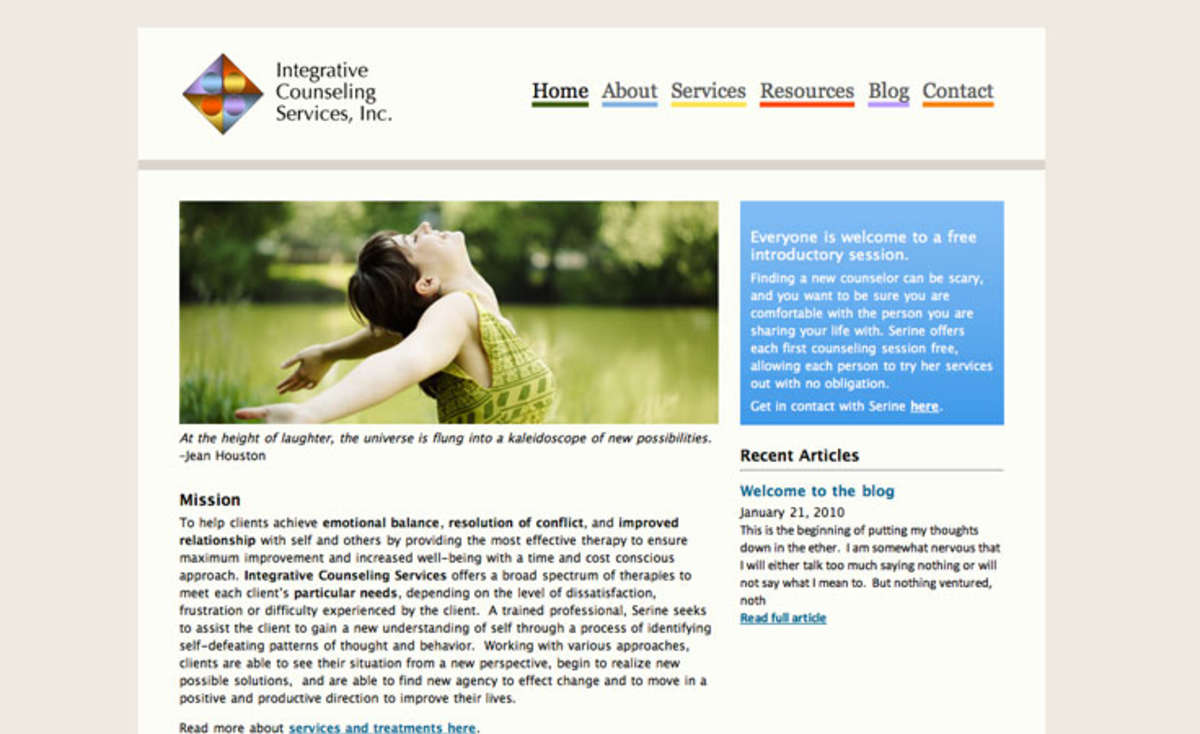 Integrative
Counseling
Services, Inc.
Home About Services Resources Blog Contact
At the height of laughter, the universe is flung into a kaleidoscope of new possibilities.
-Jean Houston
Mission
To help clients achieve emotional balance, resolution of conflict, and improved
relationship with self and others by providing the most effective therapy to ensure
maximum improvement and increased well-being with a time and cost conscious
approach. Integrative Counseling Services offers a broad spectrum of therapies to
meet each client's particular needs, depending on the level of dissatisfaction,
frustration or difficulty experienced by the client. A trained professional, Serine seeks
to assist the client to gain a new understanding of self through a process of identifying
self-defeating patterns of thought and behavior. Working with various approaches,
clients are able to see their situation from a new perspective, begin to realize new
possible solutions, and are able to find new agency to effect change and to move in a
positive and productive direction to improve their lives.
Read more about services and treatments here.
Everyone is welcome to a free
introductory session.
Finding a new counselor can be scary,
and you want to be sure you are
comfortable with the person you are
sharing your life with. Serine offers
each first counseling session free,
allowing each person to try her services
out with no obligation.
Get in contact with Serine here.
Recent Articles
Welcome to the blog
January 21, 2010
This is the beginning of putting my thoughts
down in the ether. I am somewhat nervous that
I will either talk too much saying nothing or will
not say what I mean to. But nothing ventured,
noth
Read full article